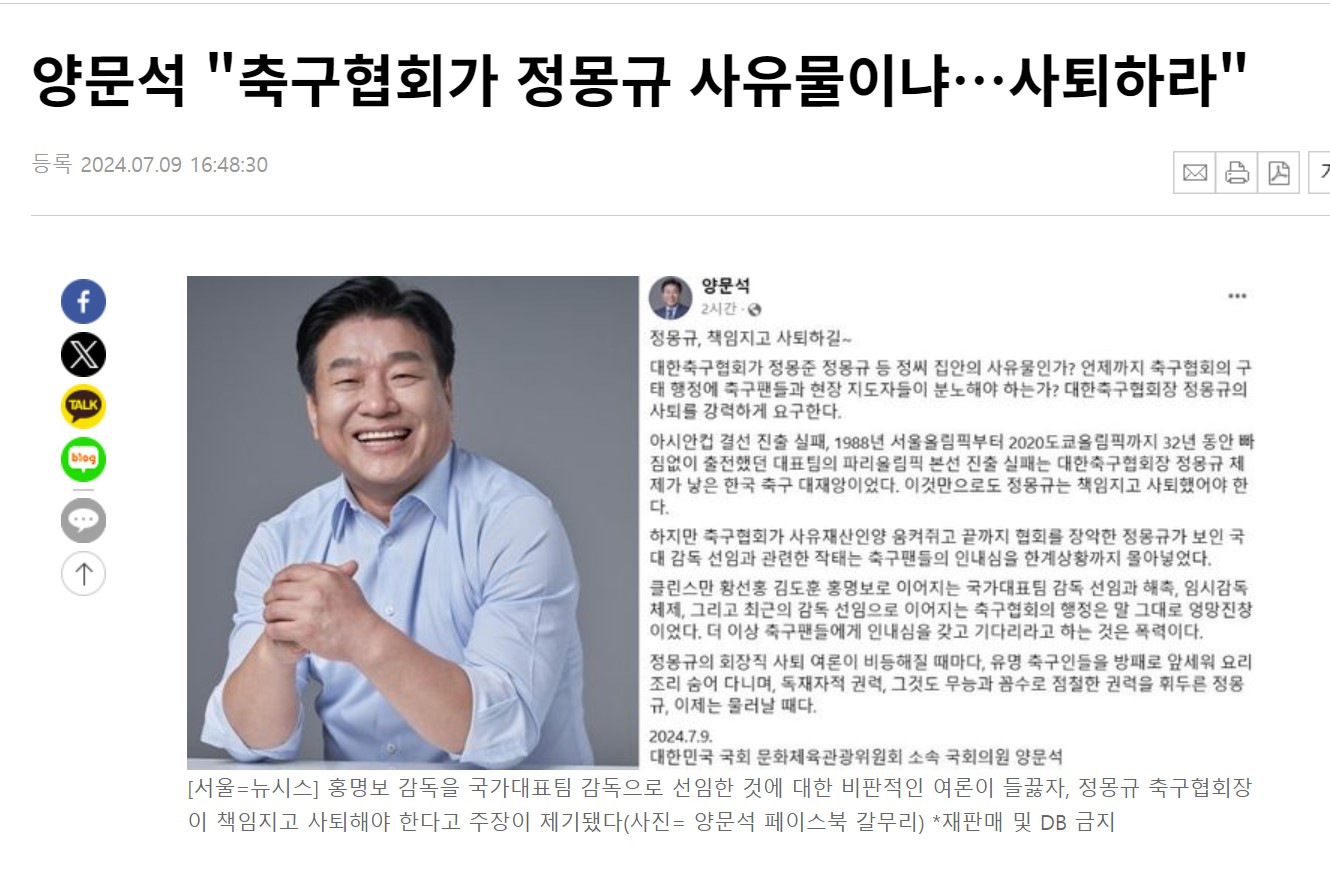 양문석 "축구협회가 정몽규 사유물이냐…사퇴하라"
등록 2024.07.09 16:48:30
가
f
X
TALK
blog
양문석
2시간 ·
정몽규, 책임지고 사퇴하길~
대한축구협회가 정몽준 정몽규 등 정씨 집안의 사유물인가? 언제까지 축구협회의 구
태 행정에 축구팬들과 현장 지도자들이 분노해야 하는가? 대한축구협회장 정몽규의
사퇴를 강력하게 요구한다.
아시안컵 결선 진출 실패, 1988년 서울올림픽부터 2020도쿄올림픽까지 32년 동안 빠
짐없이 출전했던 대표팀의 파리올림픽 본선 진출 실패는 대한축구협회장 정몽규 체
제가 낳은 한국 축구 대재앙이었다. 이것만으로도 정몽규는 책임지고 사퇴했어야 한
다.
하지만 축구협회가 사유재산인양 움켜쥐고 끝까지 협회를 장악한 정몽규가 보인 국
대 감독 선임과 관련한 작태는 축구팬들의 인내심을 한계상황까지 몰아넣었다.
클린스만 황선홍 김도훈 홍명보로 이어지는 국가대표팀 감독 선임과 해촉, 임시감독
체제, 그리고 최근의 감독 선임으로 이어지는 축구협회의 행정은 말 그대로 엉망진창
이었다. 더 이상 축구팬들에게 인내심을 갖고 기다리라고 하는 것은 폭력이다.
정몽규의 회장직 사퇴 여론이 비등해질 때마다, 유명 축구인들을 방패로 앞세워 요리
조리 숨어 다니며, 독재자적 권력, 그것도 무능과 꼼수로 점철한 권력을 휘두른 정몽
규, 이제는 물러날 때다.
2024.7.9.
대한민국 국회 문화체육관광위원회 소속 국회의원 양문석
[서울=뉴시스] 홍명보 감독을 국가대표팀 감독으로 선임한 것에 대한 비판적인 여론이 들끓자, 정몽규 축구협회장
이 책임지고 사퇴해야 한다고 주장이 제기됐다(사진= 양문석 페이스북 갈무리) *재판매 및 DB 금지